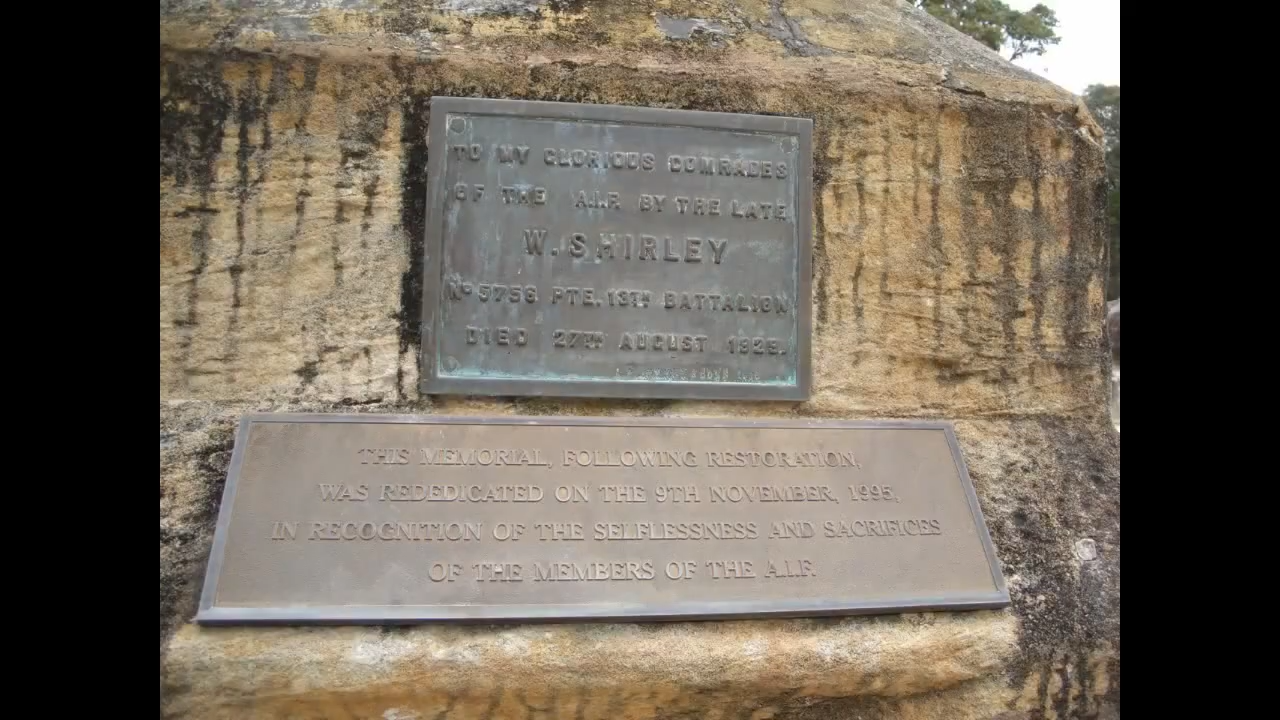 TO MY GLORIOUS COMRADES
OF THE A.I.F. BY THE LATE
W. SHIRLEY
No 5756 PTE. 13TH BATTALION
DIED 27TH AUGUST 1929.
THIS MEMORIAL, FOLLOWING RESTORATION,
WAS REDEDICATED ON THE 9TH NOVEMBER, 1995,
IN RECOGNITION OF THE SELFLESSNESS AND SACRIFICES
OF THE MEMBERS OF THE A.I.F.